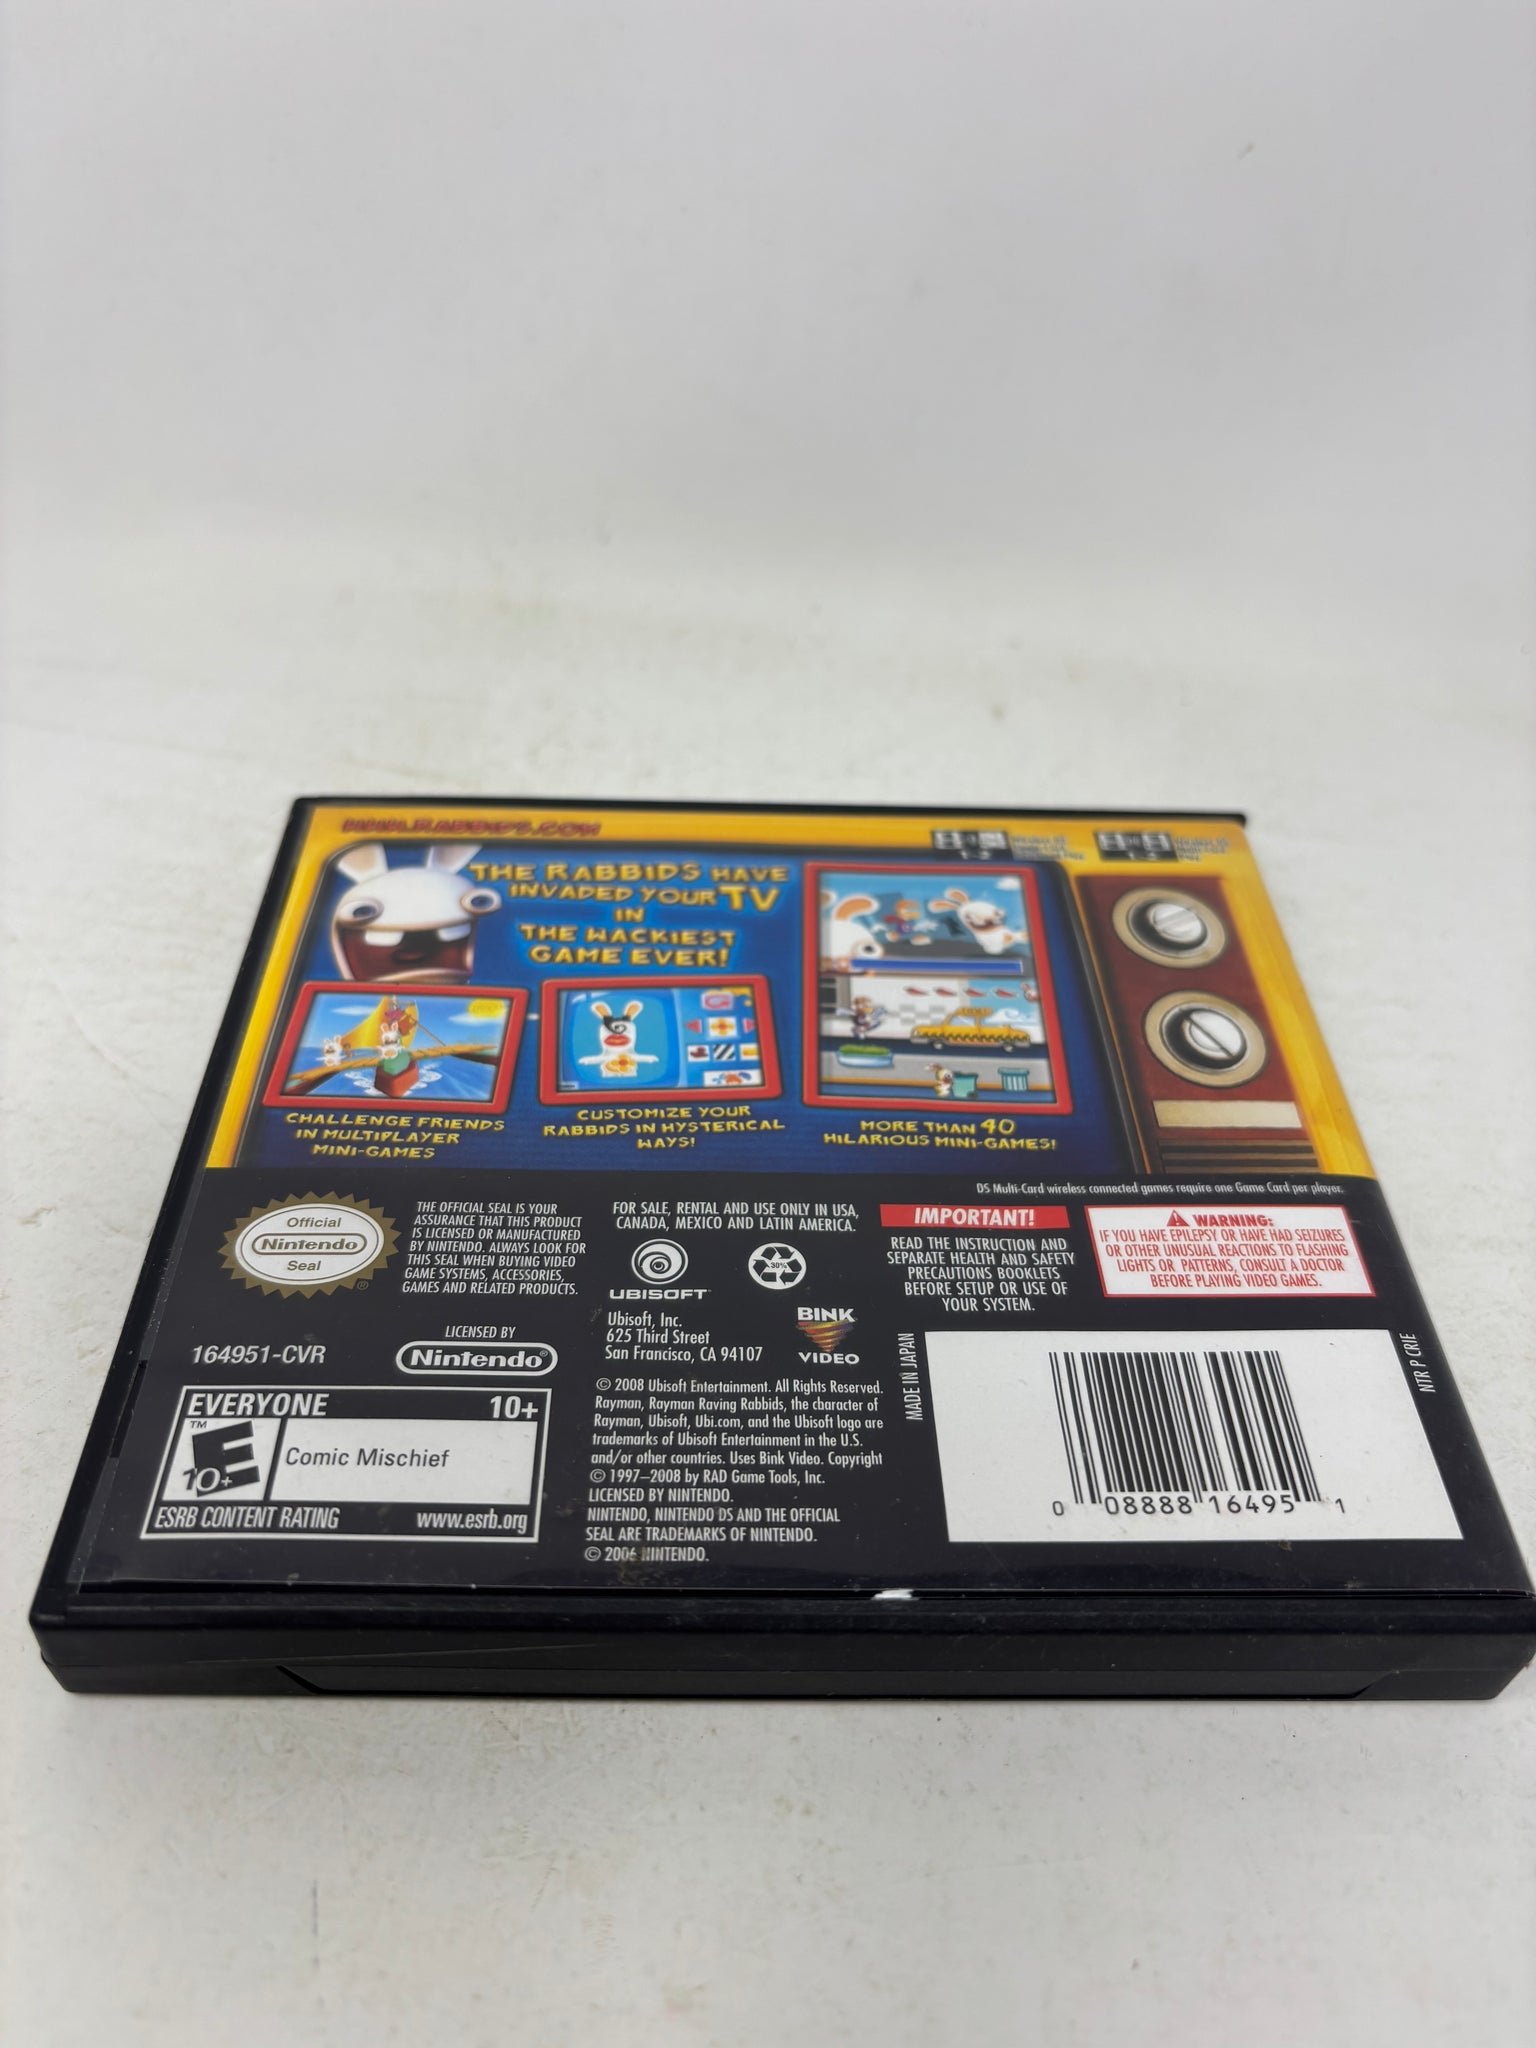 WWW.RABBIDS.COM
THE RABBIDS HAVE
INVADED YOUR TV
IN
THE WACKIEST
GAME EVER!
CHALLENGE FRIENDS
IN MULTIPLAYER
MINI-GAMES
CUSTOMIZE YOUR
RABBIDS IN HYSTERICAL
WAYS!
MORE THAN 40
HILARIOUS MINI-GAMES!
DS Multi-Card wireless connected games require one Game Card per player.
Official
Nintendo
Seal
®
THE OFFICIAL SEAL IS YOUR
ASSURANCE THAT THIS PRODUCT
IS LICENSED OR MANUFACTURED
BY NINTENDO. ALWAYS LOOK FOR
THIS SEAL WHEN BUYING VIDEO
GAME SYSTEMS, ACCESSORIES,
GAMES AND RELATED PRODUCTS.
164951-CVR
LICENSED BY
Nintendo®
EVERYONE 10+
TM
E
10+
Comic Mischief
ESRB CONTENT RATING www.esrb.org
FOR SALE, RENTAL AND USE ONLY IN USA,
CANADA, MEXICO AND LATIN AMERICA.
UBISOFT
30%
Ubisoft, Inc.
625 Third Street
San Francisco, CA 94107
BINK
VIDEO
© 2008 Ubisoft Entertainment. All Rights Reserved.
Rayman, Rayman Raving Rabbids, the character of
Rayman, Ubisoft, Ubi.com, and the Ubisoft logo are
trademarks of Ubisoft Entertainment in the U.S.
and/or other countries. Uses Bink Video. Copyright
© 1997–2008 by RAD Game Tools, Inc.
LICENSED BY NINTENDO.
NINTENDO, NINTENDO DS AND THE OFFICIAL
SEAL ARE TRADEMARKS OF NINTENDO.
© 2006 NINTENDO.
IMPORTANT!
READ THE INSTRUCTION AND
SEPARATE HEALTH AND SAFETY
PRECAUTIONS BOOKLETS
BEFORE SETUP OR USE OF
YOUR SYSTEM.
WARNING:
IF YOU HAVE EPILEPSY OR HAVE HAD SEIZURES
OR OTHER UNUSUAL REACTIONS TO FLASHING
LIGHTS OR PATTERNS, CONSULT A DOCTOR
BEFORE PLAYING VIDEO GAMES.
MADE IN JAPAN
NTR P CRIE
0 08888 16495 1